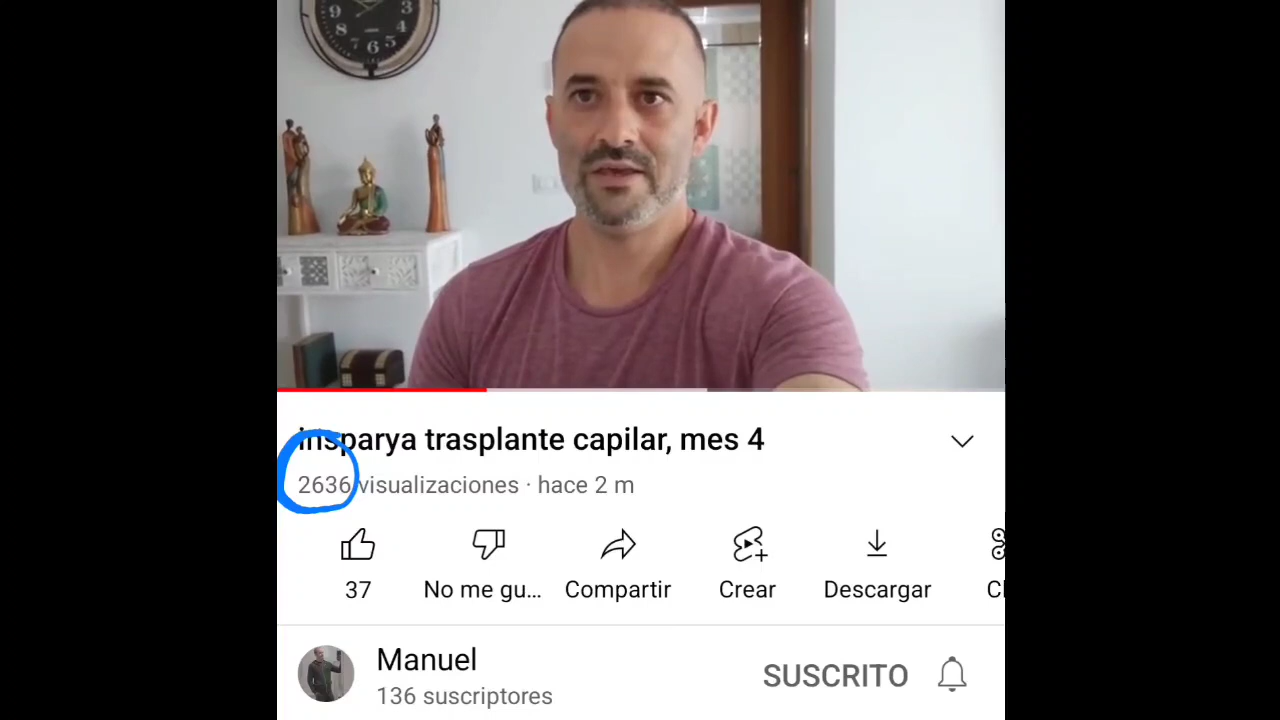 insparya trasplante capilar, mes 4
2636 visualizaciones · hace 2 m
37
No me gu...
Compartir
Crear
Descargar
Manuel
136 suscriptores
SUSCRITO